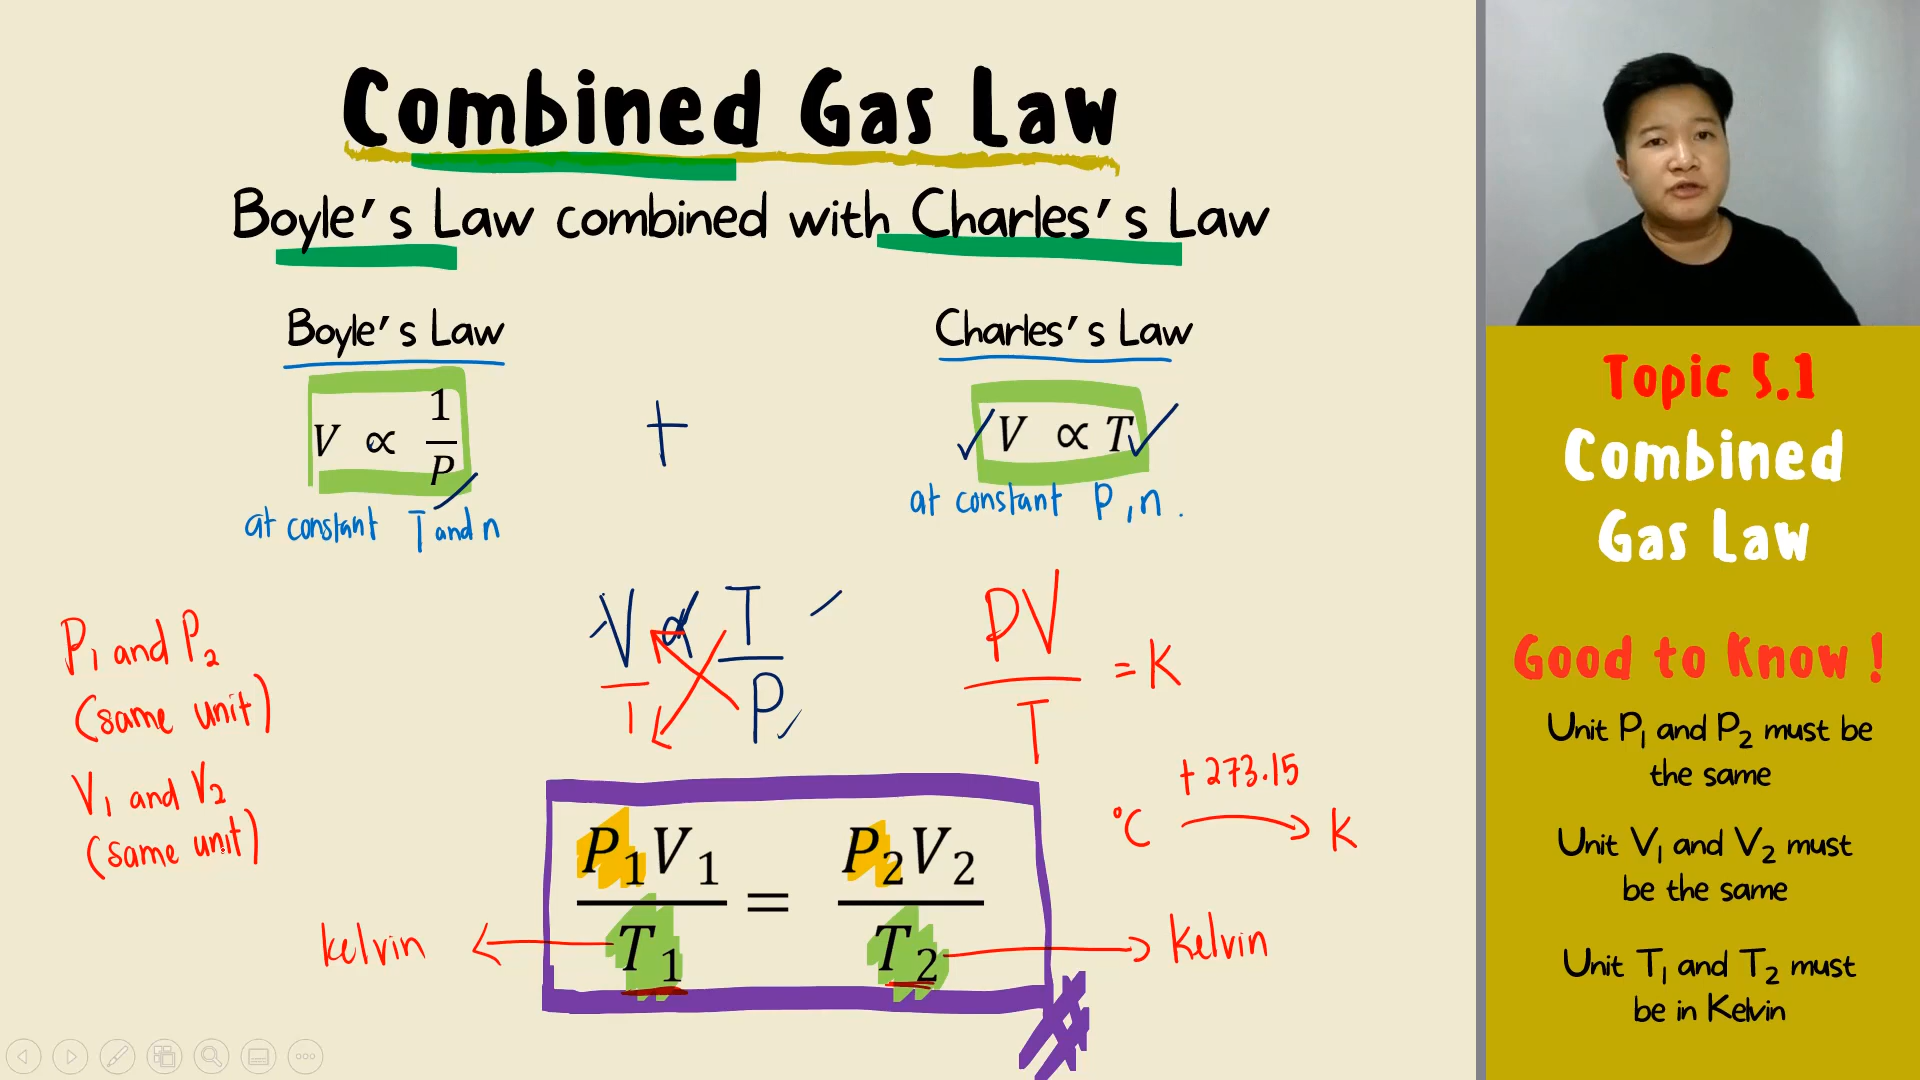 Combined Gas Law
Boyle's Law combined with Charles's Law
Boyle's Law
V ∝ 1/P
at constant T and n
+
Charles's Law
V ∝ T
at constant P, n.
V/1 ∝ T/P
PV/T = K
P₁ and P₂
(same unit)
V₁ and V₂
(same unit)
+273.15
°C → K
P₁V₁/T₁ = P₂V₂/T₂
kelvin
Kelvin
Topic 5.1
Combined
Gas Law
Good to Know !
Unit P₁ and P₂ must be
the same
Unit V₁ and V₂ must
be the same
Unit T₁ and T₂ must
be in Kelvin